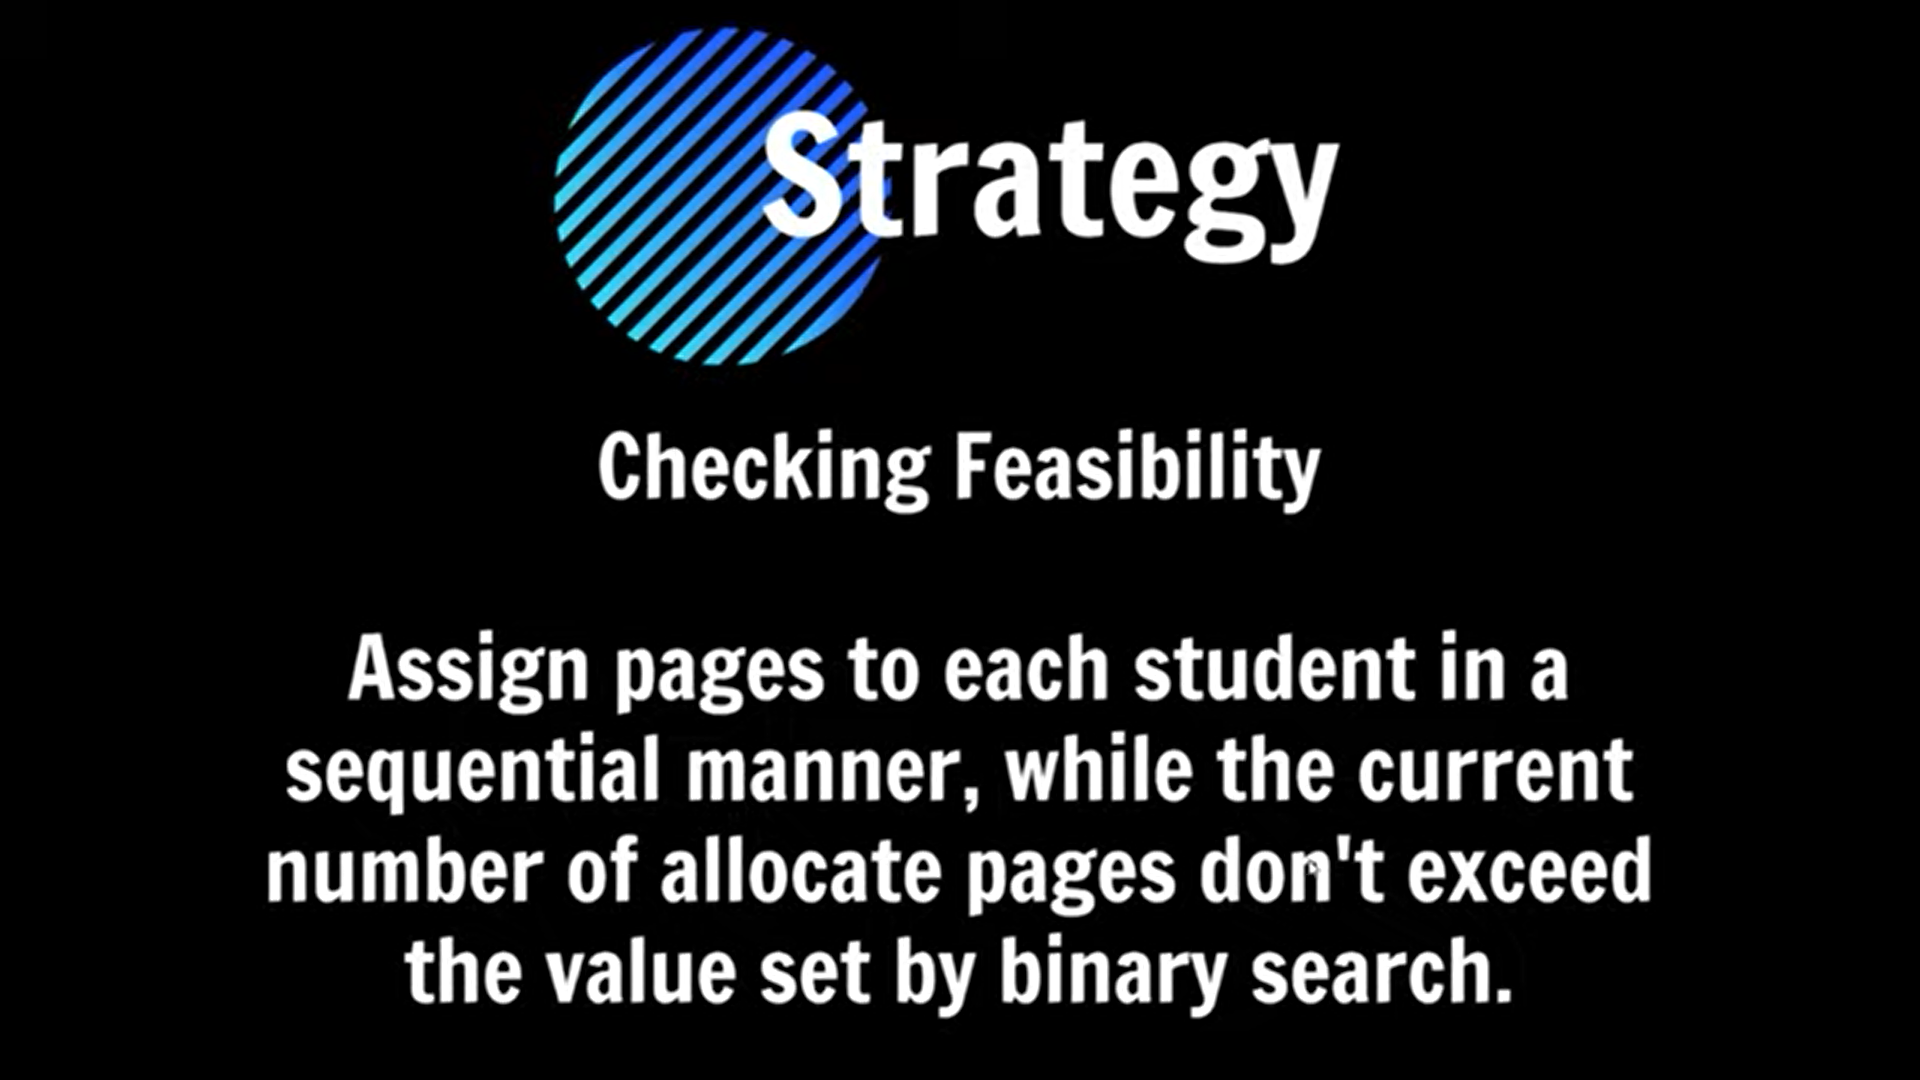 Strategy
Checking Feasibility
Assign pages to each student in a
sequential manner, while the current
number of allocate pages don't exceed
the value set by binary search.